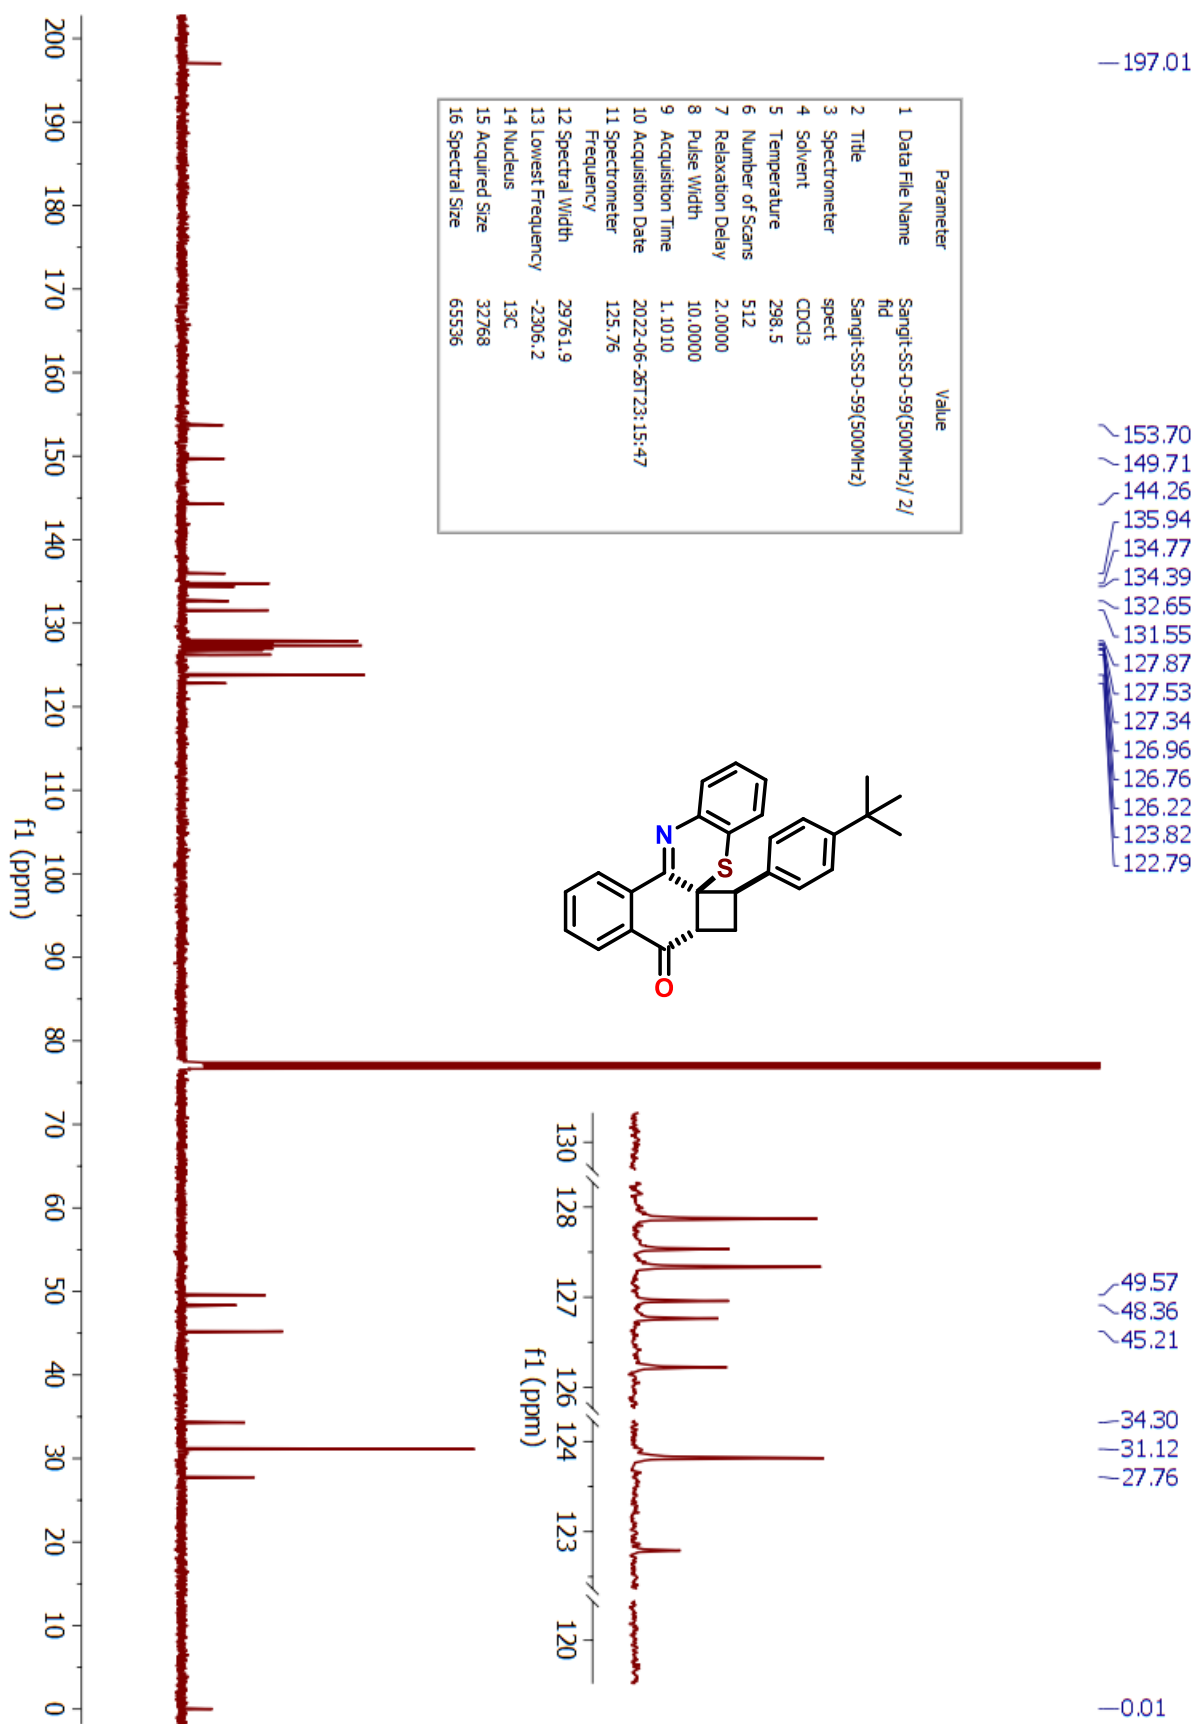 197.01
153.70
149.71
144.26
135.94
134.77
134.39
132.65
131.55
127.87
127.53
127.34
126.96
126.76
126.22
123.82
122.79
49.57
48.36
45.21
34.30
31.12
27.76
0.01
Parameter Value
1 Data File Name Sangit-SS-D-59(500MHz)/ 2/
fid
2 Title Sangit-SS-D-59(500MHz)
3 Spectrometer spect
4 Solvent CDCl3
5 Temperature 298.5
6 Number of Scans 512
7 Relaxation Delay 2.0000
8 Pulse Width 10.0000
9 Acquisition Time 1.1010
10 Acquisition Date 2022-06-26T23:15:47
11 Spectrometer 125.76
Frequency
12 Spectral Width 29761.9
13 Lowest Frequency -2306.2
14 Nucleus 13C
15 Acquired Size 32768
16 Spectral Size 65536
N
S
O
130 128 127 126 124 123 120
f1 (ppm)
200 190 180 170 160 150 140 130 120 110 100 90 80 70 60 50 40 30 20 10 0
f1 (ppm)